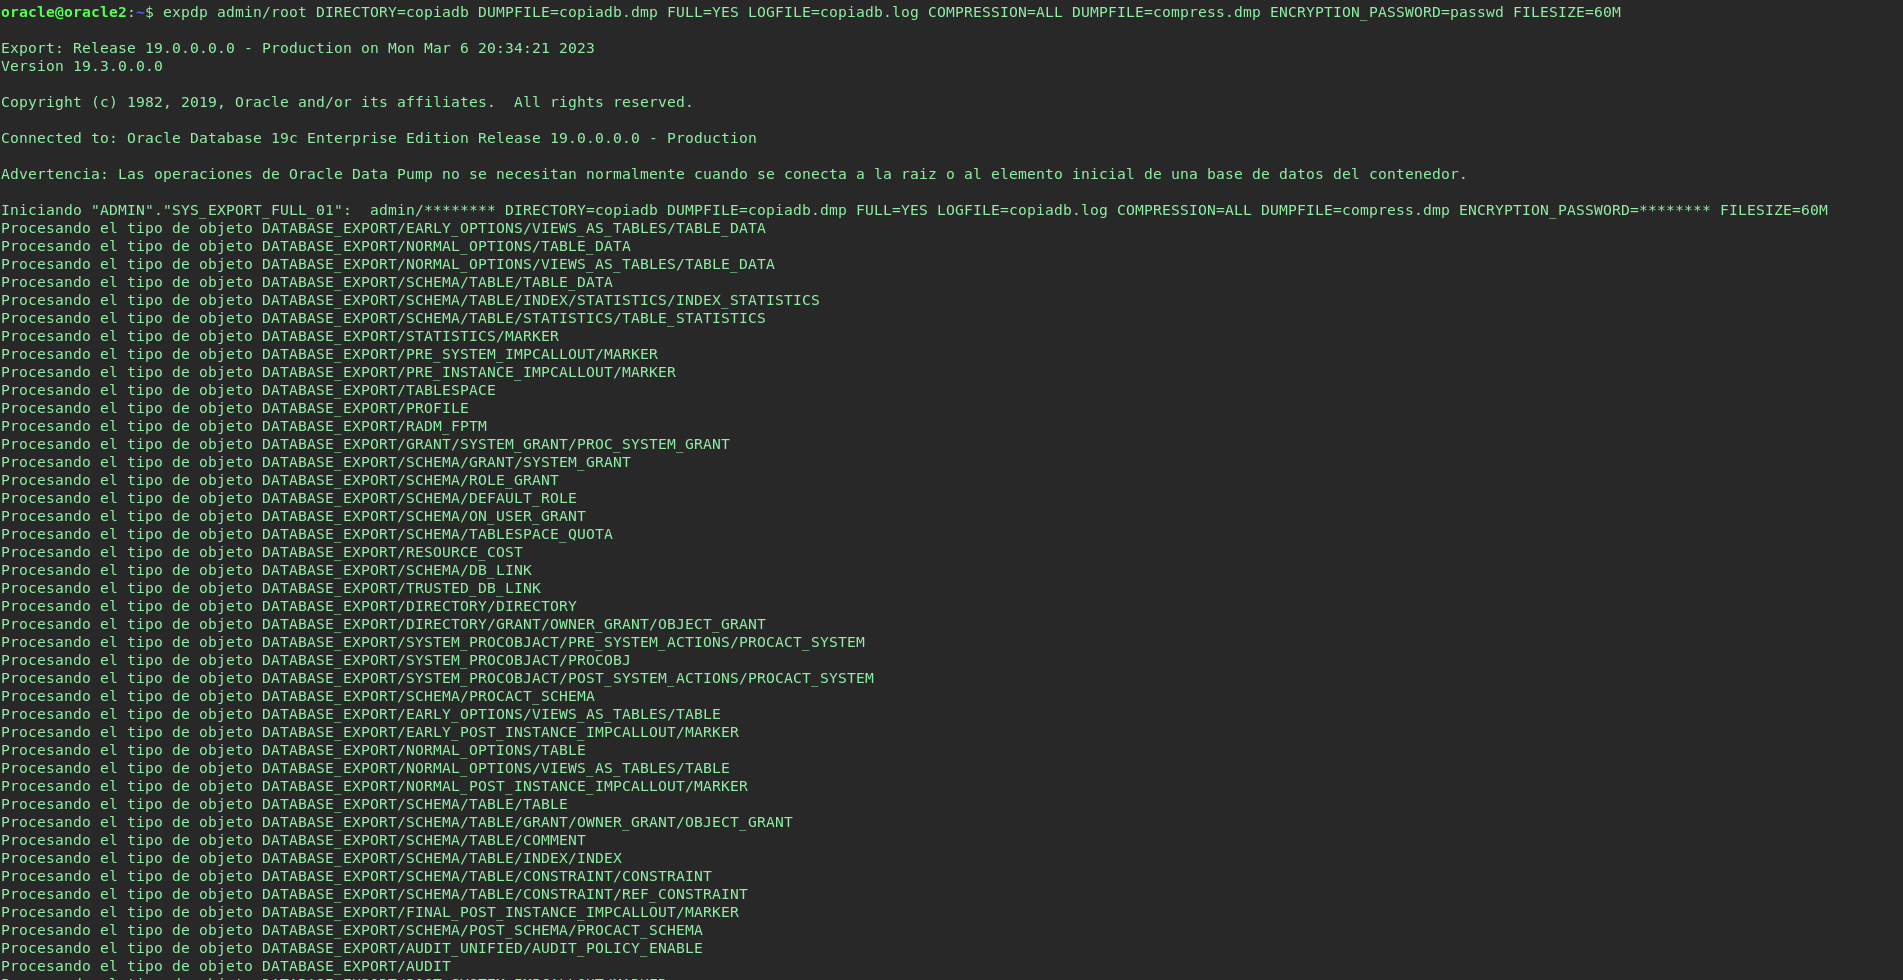 oracle@oracle2:~$ expdp admin/root DIRECTORY=copiadb DUMPFILE=copiadb.dmp FULL=YES LOGFILE=copiadb.log COMPRESSION=ALL DUMPFILE=compress.dmp ENCRYPTION_PASSWORD=passwd FILESIZE=60M
Export: Release 19.0.0.0.0 - Production on Mon Mar 6 20:34:21 2023
Version 19.3.0.0.0
Copyright (c) 1982, 2019, Oracle and/or its affiliates.  All rights reserved.
Connected to: Oracle Database 19c Enterprise Edition Release 19.0.0.0.0 - Production
Advertencia: Las operaciones de Oracle Data Pump no se necesitan normalmente cuando se conecta a la raiz o al elemento inicial de una base de datos del contenedor.
Iniciando "ADMIN"."SYS_EXPORT_FULL_01":  admin/******** DIRECTORY=copiadb DUMPFILE=copiadb.dmp FULL=YES LOGFILE=copiadb.log COMPRESSION=ALL DUMPFILE=compress.dmp ENCRYPTION_PASSWORD=******** FILESIZE=60M
Procesando el tipo de objeto DATABASE_EXPORT/EARLY_OPTIONS/VIEWS_AS_TABLES/TABLE_DATA
Procesando el tipo de objeto DATABASE_EXPORT/NORMAL_OPTIONS/TABLE_DATA
Procesando el tipo de objeto DATABASE_EXPORT/NORMAL_OPTIONS/VIEWS_AS_TABLES/TABLE_DATA
Procesando el tipo de objeto DATABASE_EXPORT/SCHEMA/TABLE/TABLE_DATA
Procesando el tipo de objeto DATABASE_EXPORT/SCHEMA/TABLE/INDEX/STATISTICS/INDEX_STATISTICS
Procesando el tipo de objeto DATABASE_EXPORT/SCHEMA/TABLE/STATISTICS/TABLE_STATISTICS
Procesando el tipo de objeto DATABASE_EXPORT/STATISTICS/MARKER
Procesando el tipo de objeto DATABASE_EXPORT/PRE_SYSTEM_IMPCALLOUT/MARKER
Procesando el tipo de objeto DATABASE_EXPORT/PRE_INSTANCE_IMPCALLOUT/MARKER
Procesando el tipo de objeto DATABASE_EXPORT/TABLESPACE
Procesando el tipo de objeto DATABASE_EXPORT/PROFILE
Procesando el tipo de objeto DATABASE_EXPORT/RADM_FPTM
Procesando el tipo de objeto DATABASE_EXPORT/GRANT/SYSTEM_GRANT/PROC_SYSTEM_GRANT
Procesando el tipo de objeto DATABASE_EXPORT/SCHEMA/GRANT/SYSTEM_GRANT
Procesando el tipo de objeto DATABASE_EXPORT/SCHEMA/ROLE_GRANT
Procesando el tipo de objeto DATABASE_EXPORT/SCHEMA/DEFAULT_ROLE
Procesando el tipo de objeto DATABASE_EXPORT/SCHEMA/ON_USER_GRANT
Procesando el tipo de objeto DATABASE_EXPORT/SCHEMA/TABLESPACE_QUOTA
Procesando el tipo de objeto DATABASE_EXPORT/RESOURCE_COST
Procesando el tipo de objeto DATABASE_EXPORT/SCHEMA/DB_LINK
Procesando el tipo de objeto DATABASE_EXPORT/TRUSTED_DB_LINK
Procesando el tipo de objeto DATABASE_EXPORT/DIRECTORY/DIRECTORY
Procesando el tipo de objeto DATABASE_EXPORT/DIRECTORY/GRANT/OWNER_GRANT/OBJECT_GRANT
Procesando el tipo de objeto DATABASE_EXPORT/SYSTEM_PROCOBJACT/PRE_SYSTEM_ACTIONS/PROCACT_SYSTEM
Procesando el tipo de objeto DATABASE_EXPORT/SYSTEM_PROCOBJACT/PROCOBJ
Procesando el tipo de objeto DATABASE_EXPORT/SYSTEM_PROCOBJACT/POST_SYSTEM_ACTIONS/PROCACT_SYSTEM
Procesando el tipo de objeto DATABASE_EXPORT/SCHEMA/PROCACT_SCHEMA
Procesando el tipo de objeto DATABASE_EXPORT/EARLY_OPTIONS/VIEWS_AS_TABLES/TABLE
Procesando el tipo de objeto DATABASE_EXPORT/EARLY_POST_INSTANCE_IMPCALLOUT/MARKER
Procesando el tipo de objeto DATABASE_EXPORT/NORMAL_OPTIONS/TABLE
Procesando el tipo de objeto DATABASE_EXPORT/NORMAL_OPTIONS/VIEWS_AS_TABLES/TABLE
Procesando el tipo de objeto DATABASE_EXPORT/NORMAL_POST_INSTANCE_IMPCALLOUT/MARKER
Procesando el tipo de objeto DATABASE_EXPORT/SCHEMA/TABLE/TABLE
Procesando el tipo de objeto DATABASE_EXPORT/SCHEMA/TABLE/GRANT/OWNER_GRANT/OBJECT_GRANT
Procesando el tipo de objeto DATABASE_EXPORT/SCHEMA/TABLE/COMMENT
Procesando el tipo de objeto DATABASE_EXPORT/SCHEMA/TABLE/INDEX/INDEX
Procesando el tipo de objeto DATABASE_EXPORT/SCHEMA/TABLE/CONSTRAINT/CONSTRAINT
Procesando el tipo de objeto DATABASE_EXPORT/SCHEMA/TABLE/CONSTRAINT/REF_CONSTRAINT
Procesando el tipo de objeto DATABASE_EXPORT/FINAL_POST_INSTANCE_IMPCALLOUT/MARKER
Procesando el tipo de objeto DATABASE_EXPORT/SCHEMA/POST_SCHEMA/PROCACT_SCHEMA
Procesando el tipo de objeto DATABASE_EXPORT/AUDIT_UNIFIED/AUDIT_POLICY_ENABLE
Procesando el tipo de objeto DATABASE_EXPORT/AUDIT